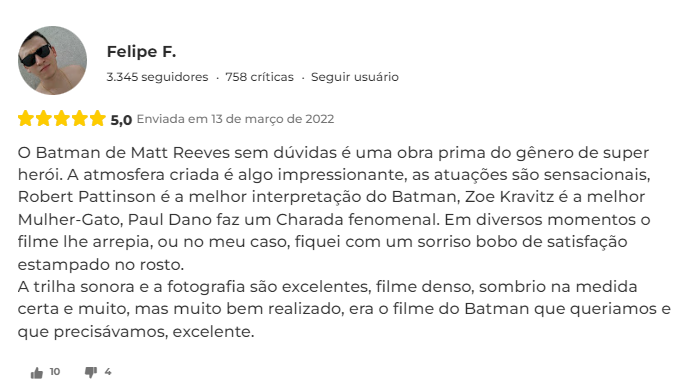 Felipe F.
3.345 seguidores · 758 críticas · Seguir usuário
5,0 Enviada em 13 de março de 2022
O Batman de Matt Reeves sem dúvidas é uma obra prima do gênero de super
herói. A atmosfera criada é algo impressionante, as atuações são sensacionais,
Robert Pattinson é a melhor interpretação do Batman, Zoe Kravitz é a melhor
Mulher-Gato, Paul Dano faz um Charada fenomenal. Em diversos momentos o
filme lhe arrepia, ou no meu caso, fiquei com um sorriso bobo de satisfação
estampado no rosto.
A trilha sonora e a fotografia são excelentes, filme denso, sombrio na medida
certa e muito, mas muito bem realizado, era o filme do Batman que queriamos e
que precisávamos, excelente.
10 4